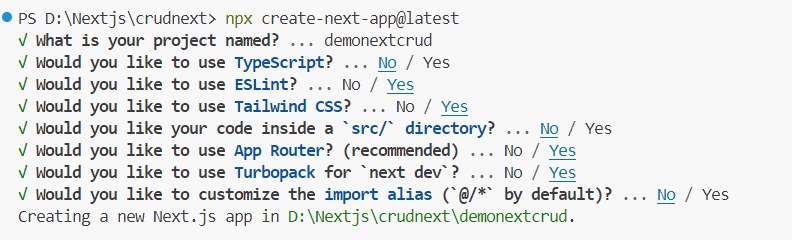 PS D:\Nextjs\crudnext> npx create-next-app@latest
√ What is your project named? ... demonextcrud
√ Would you like to use TypeScript? ... No / Yes
√ Would you like to use ESLint? ... No / Yes
√ Would you like to use Tailwind CSS? ... No / Yes
√ Would you like your code inside a `src/` directory? ... No / Yes
√ Would you like to use App Router? (recommended) ... No / Yes
√ Would you like to use Turbopack for `next dev`? ... No / Yes
√ Would you like to customize the import alias (`@/*` by default)? ... No / Yes
Creating a new Next.js app in D:\Nextjs\crudnext\demonextcrud.